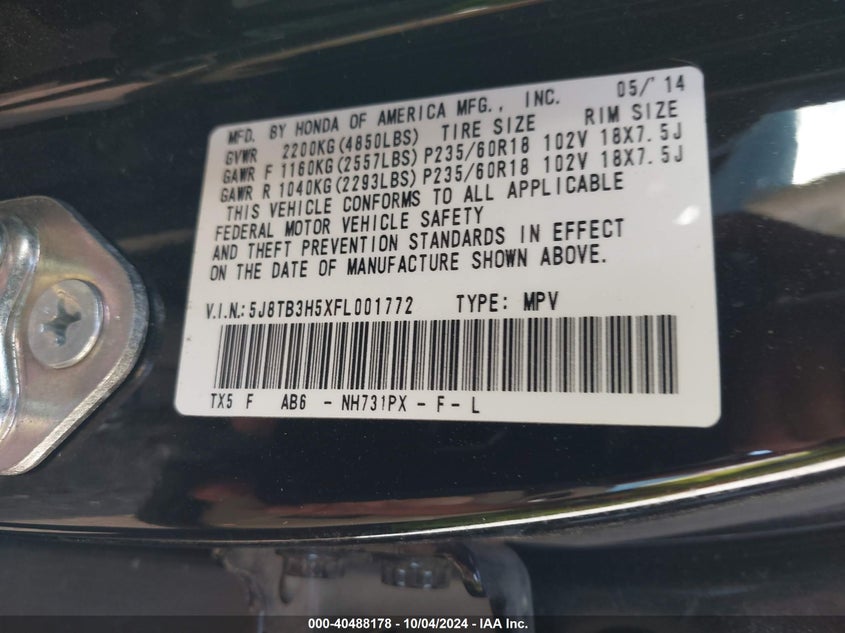 MFD. BY HONDA OF AMERICA MFG., INC. 05/'14
GVWR 2200KG(4850LBS) TIRE SIZE RIM SIZE
GAWR F 1160KG(2557LBS) P235/60R18 102V 18X7.5J
GAWR R 1040KG(2293LBS) P235/60R18 102V 18X7.5J
THIS VEHICLE CONFORMS TO ALL APPLICABLE
FEDERAL MOTOR VEHICLE SAFETY
AND THEFT PREVENTION STANDARDS IN EFFECT
ON THE DATE OF MANUFACTURE SHOWN ABOVE.
V.I.N.:5J8TB3H5XFL001772 TYPE: MPV
TX5 F AB6 - NH731PX - F - L
000-40488178 - 10/04/2024 - IAA Inc.